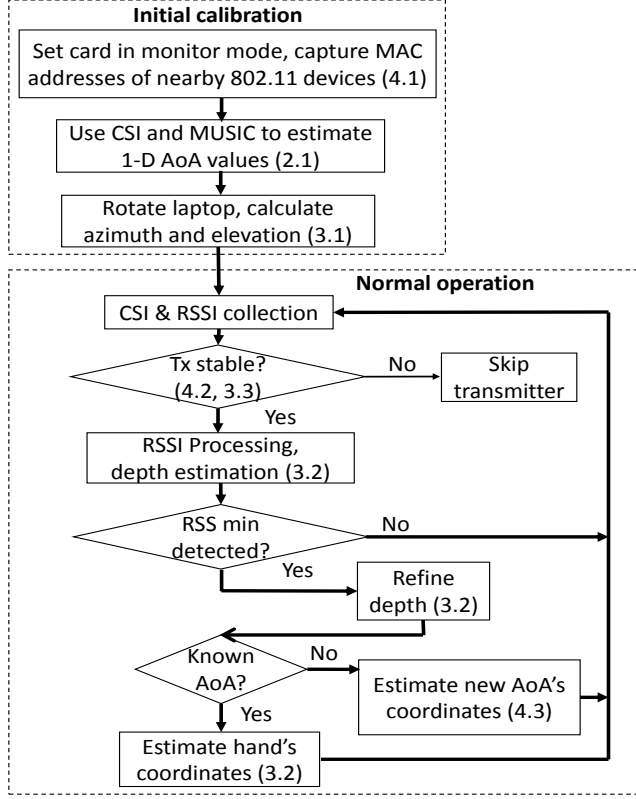 Initial calibration
Set card in monitor mode, capture MAC
addresses of nearby 802.11 devices (4.1)
Use CSI and MUSIC to estimate
1-D AoA values (2.1)
Rotate laptop, calculate
azimuth and elevation (3.1)
Normal operation
CSI & RSSI collection
Tx stable?
(4.2, 3.3)
No
Skip
transmitter
Yes
RSSI Processing,
depth estimation (3.2)
RSS min
detected?
No
Yes
Refine
depth (3.2)
Known
AoA?
No
Estimate new AoA's
coordinates (4.3)
Yes
Estimate hand's
coordinates (3.2)